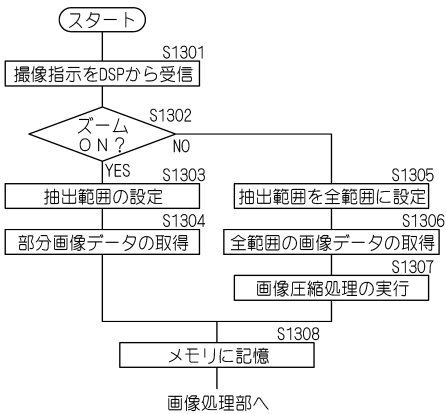 スタート
S1301
撮像指示をDSPから受信
S1302
ズーム
ON?
NO
YES
S1303
抽出範囲の設定
S1304
部分画像データの取得
S1305
抽出範囲を全範囲に設定
S1306
全範囲の画像データの取得
S1307
画像圧縮処理の実行
S1308
メモリに記憶
画像処理部へ